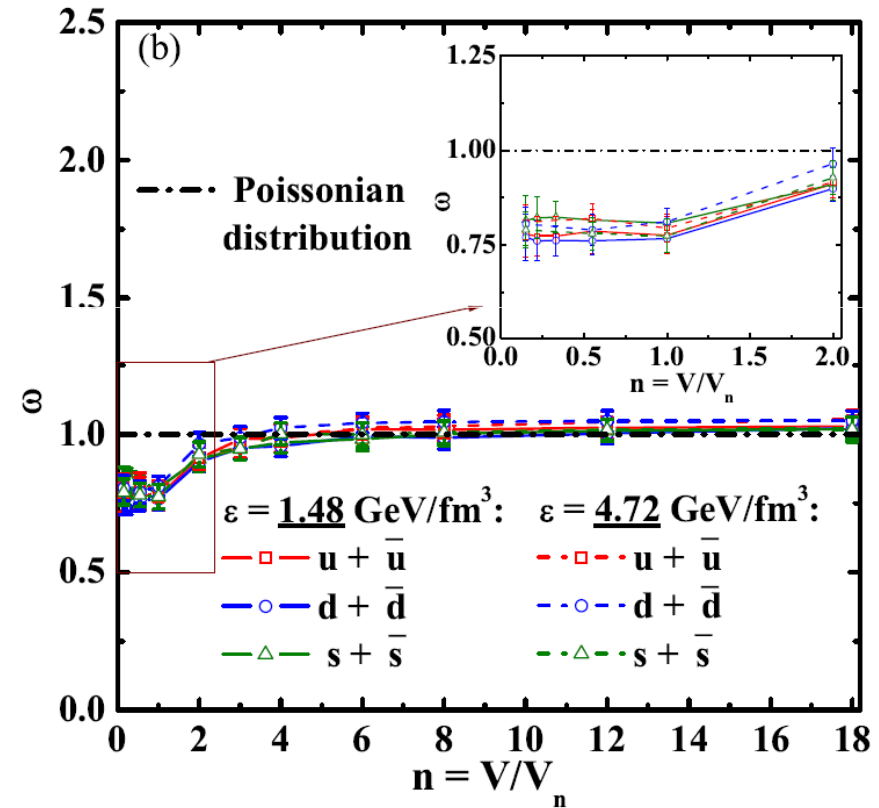 (b)
2.5
2.0
1.5
1.0
0.5
0.0
ω
0 2 4 6 8 10 12 14 16 18
n = V/Vₙ
Poissonian
distribution
1.25
1.00
0.75
0.50
ω
0.0 0.5 1.0 1.5 2.0
n = V/Vₙ
ε = 1.48 GeV/fm³: ε = 4.72 GeV/fm³:
u + u̅ u + u̅
d + d̅ d + d̅
s + s̅ s + s̅